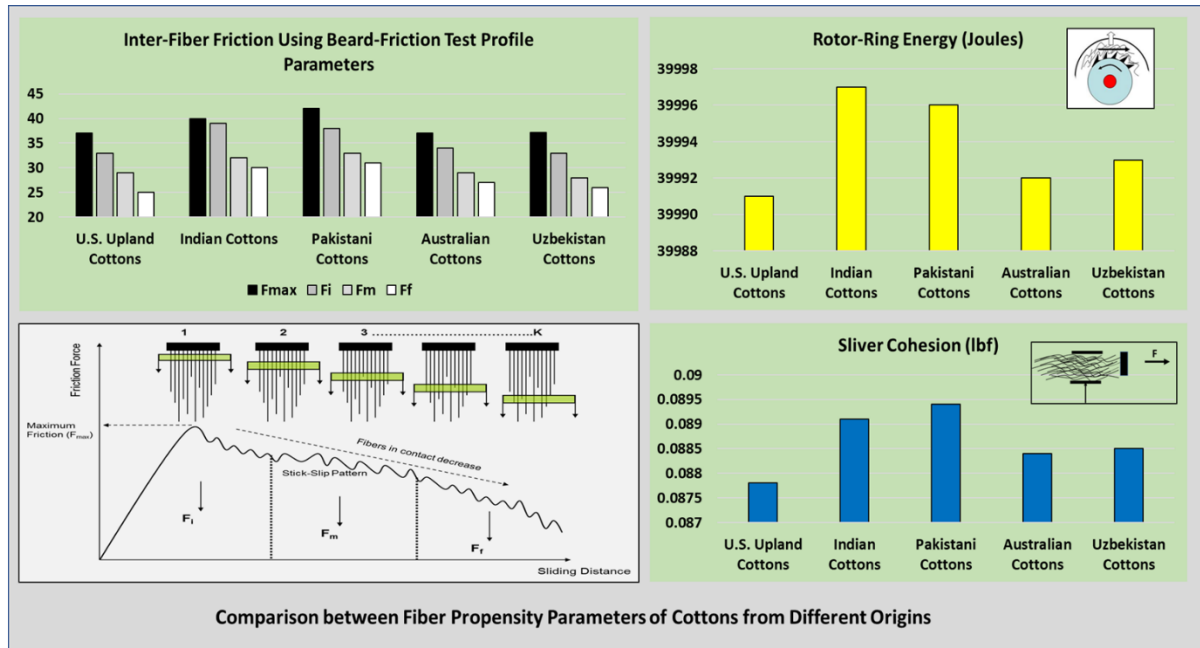 Inter-Fiber Friction Using Beard-Friction Test Profile
Parameters
45
40
35
30
25
20
U.S. Upland
Cottons
Indian Cottons
Pakistani
Cottons
Australian
Cottons
Uzbekistan
Cottons
Fmax Fi Fm Ff
Rotor-Ring Energy (Joules)
39998
39996
39994
39992
39990
39988
U.S. Upland
Cottons
Indian
Cottons
Pakistani
Cottons
Australian
Cottons
Uzbekistan
Cottons
1 2 3 ........................................K
Friction Force
Maximum
Friction (Fmax)
Fibers in contact decrease
Stick-Slip Pattern
Fi
Fm
Ff
Sliding Distance
Sliver Cohesion (lbf)
F
0.09
0.0895
0.089
0.0885
0.088
0.0875
0.087
U.S. Upland
Cottons
Indian
Cottons
Pakistani
Cottons
Australian
Cottons
Uzbekistan
Cottons
Comparison between Fiber Propensity Parameters of Cottons from Different Origins